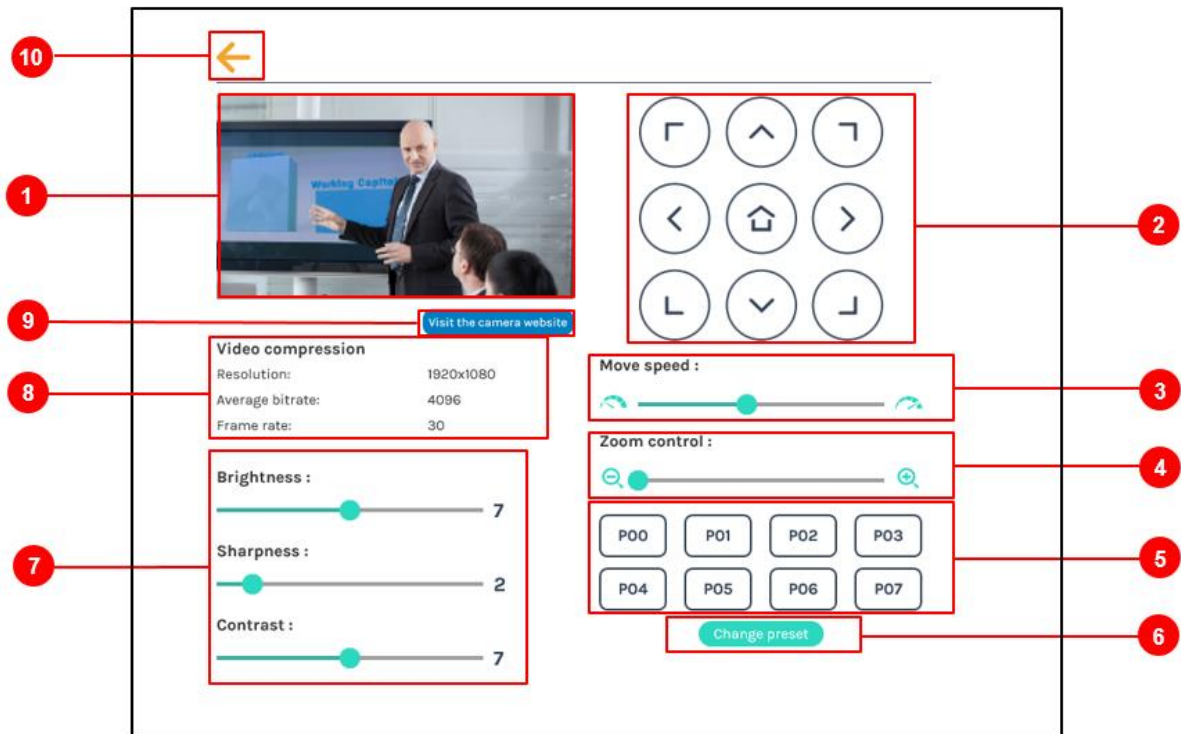 10
1
Working Capital
2
9
Visit the camera website
8
Video compression
Resolution: 1920x1080
Average bitrate: 4096
Frame rate: 30
Move speed :
3
Zoom control :
4
7
Brightness :
7
Sharpness :
2
Contrast :
7
P00 P01 P02 P03
5
P04 P05 P06 P07
Change preset
6